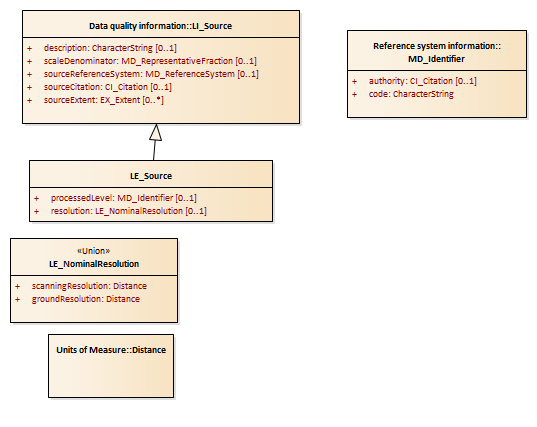 Data quality information::LI_Source
+ description: CharacterString [0..1]
+ scaleDenominator: MD_RepresentativeFraction [0..1]
+ sourceReferenceSystem: MD_ReferenceSystem [0..1]
+ sourceCitation: CI_Citation [0..1]
+ sourceExtent: EX_Extent [0..*]
Reference system information::
MD_Identifier
+ authority: CI_Citation [0..1]
+ code: CharacterString
LE_Source
+ processedLevel: MD_Identifier [0..1]
+ resolution: LE_NominalResolution [0..1]
«Union»
LE_NominalResolution
+ scanningResolution: Distance
+ groundResolution: Distance
Units of Measure::Distance